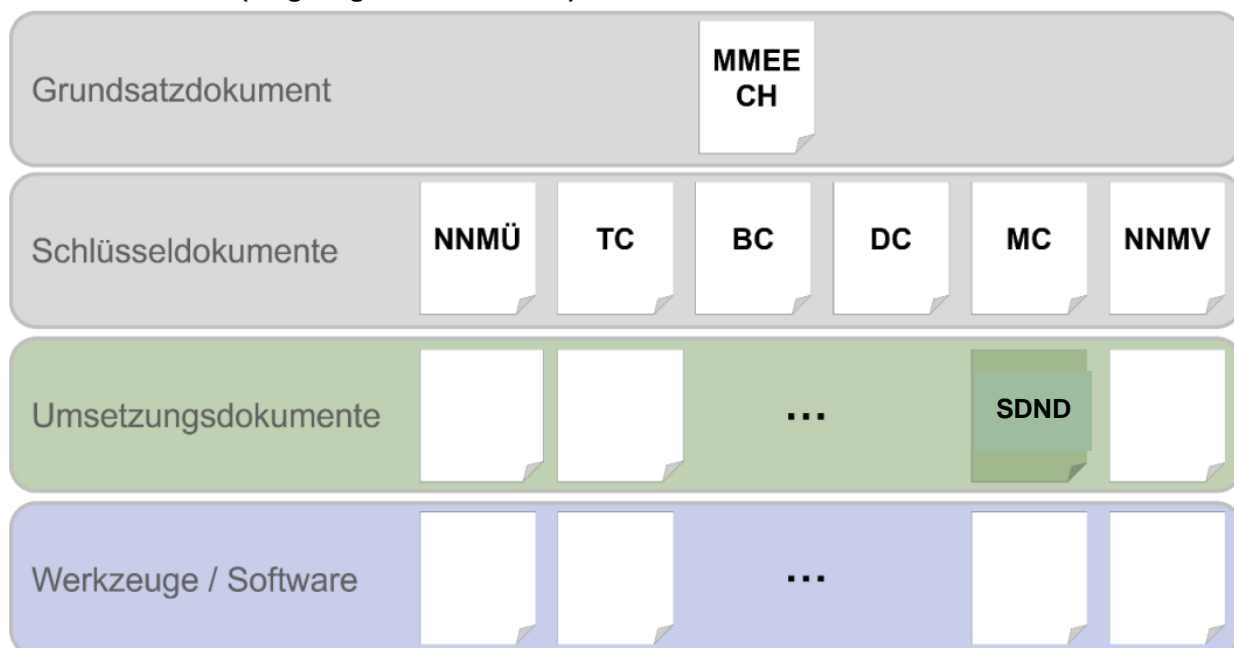 Grundsatzdokument
MMEE
CH
Schlüsseldokumente
NNMÜ TC BC DC MC NNMV
Umsetzungsdokumente
... SDND
Werkzeuge / Software
...